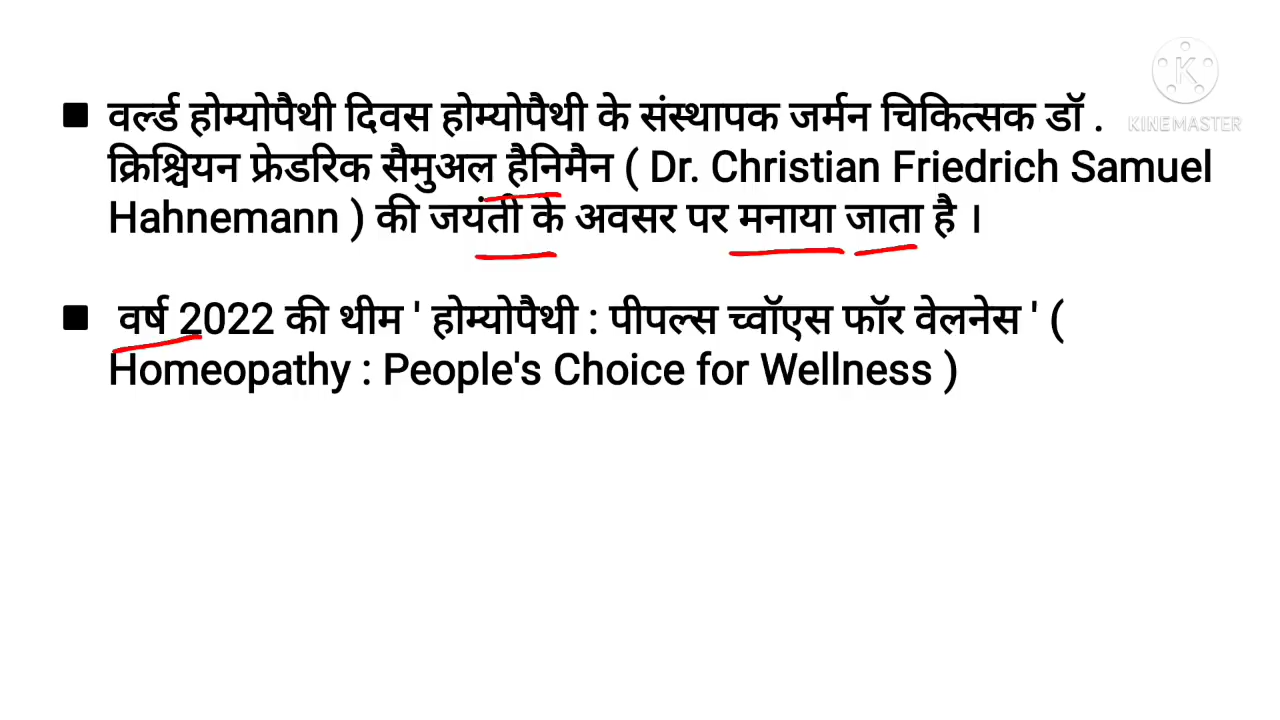 ■ वर्ल्ड होम्योपैथी दिवस होम्योपैथी के संस्थापक जर्मन चिकित्सक डॉ .
क्रिश्चियन फ्रेडरिक सैमुअल हैनिमैन ( Dr. Christian Friedrich Samuel
Hahnemann ) की जयंती के अवसर पर मनाया जाता है ।
■ वर्ष 2022 की थीम ' होम्योपैथी : पीपल्स च्वॉएस फॉर वेलनेस ' (
Homeopathy : People's Choice for Wellness )
K
KINEMASTER